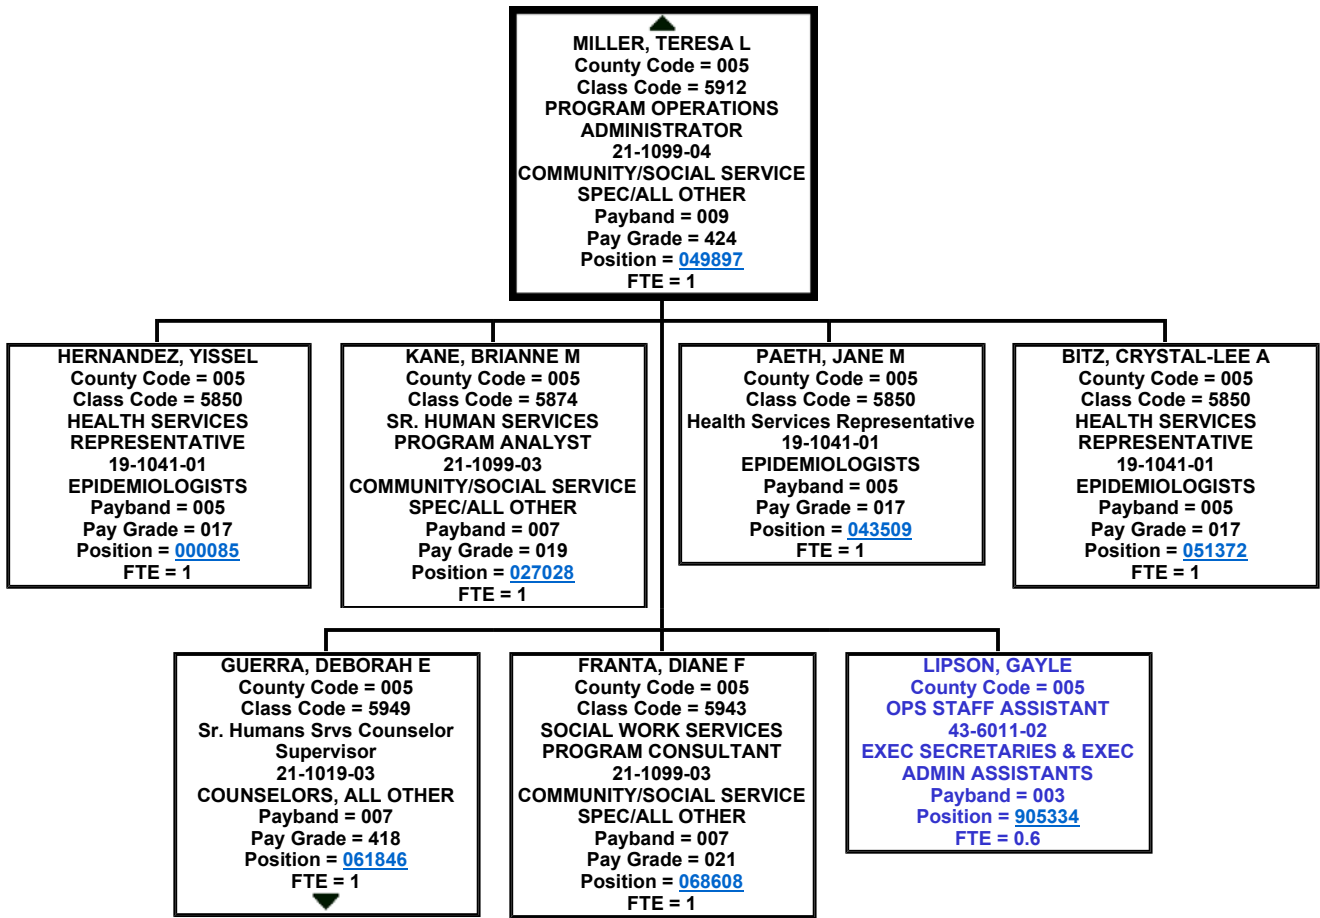 MILLER, TERESA L
County Code = 005
Class Code = 5912
PROGRAM OPERATIONS
ADMINISTRATOR
21-1099-04
COMMUNITY/SOCIAL SERVICE
SPEC/ALL OTHER
Payband = 009
Pay Grade = 424
Position = 049897
FTE = 1
HERNANDEZ, YISSEL
County Code = 005
Class Code = 5850
HEALTH SERVICES
REPRESENTATIVE
19-1041-01
EPIDEMIOLOGISTS
Payband = 005
Pay Grade = 017
Position = 000085
FTE = 1
KANE, BRIANNE M
County Code = 005
Class Code = 5874
SR. HUMAN SERVICES
PROGRAM ANALYST
21-1099-03
COMMUNITY/SOCIAL SERVICE
SPEC/ALL OTHER
Payband = 007
Pay Grade = 019
Position = 027028
FTE = 1
PAETH, JANE M
County Code = 005
Class Code = 5850
Health Services Representative
19-1041-01
EPIDEMIOLOGISTS
Payband = 005
Pay Grade = 017
Position = 043509
FTE = 1
BITZ, CRYSTAL-LEE A
County Code = 005
Class Code = 5850
HEALTH SERVICES
REPRESENTATIVE
19-1041-01
EPIDEMIOLOGISTS
Payband = 005
Pay Grade = 017
Position = 051372
FTE = 1
GUERRA, DEBORAH E
County Code = 005
Class Code = 5949
Sr. Humans Srvs Counselor
Supervisor
21-1019-03
COUNSELORS, ALL OTHER
Payband = 007
Pay Grade = 418
Position = 061846
FTE = 1
FRANTA, DIANE F
County Code = 005
Class Code = 5943
SOCIAL WORK SERVICES
PROGRAM CONSULTANT
21-1099-03
COMMUNITY/SOCIAL SERVICE
SPEC/ALL OTHER
Payband = 007
Pay Grade = 021
Position = 068608
FTE = 1
LIPSON, GAYLE
County Code = 005
OPS STAFF ASSISTANT
43-6011-02
EXEC SECRETARIES & EXEC
ADMIN ASSISTANTS
Payband = 003
Position = 905334
FTE = 0.6